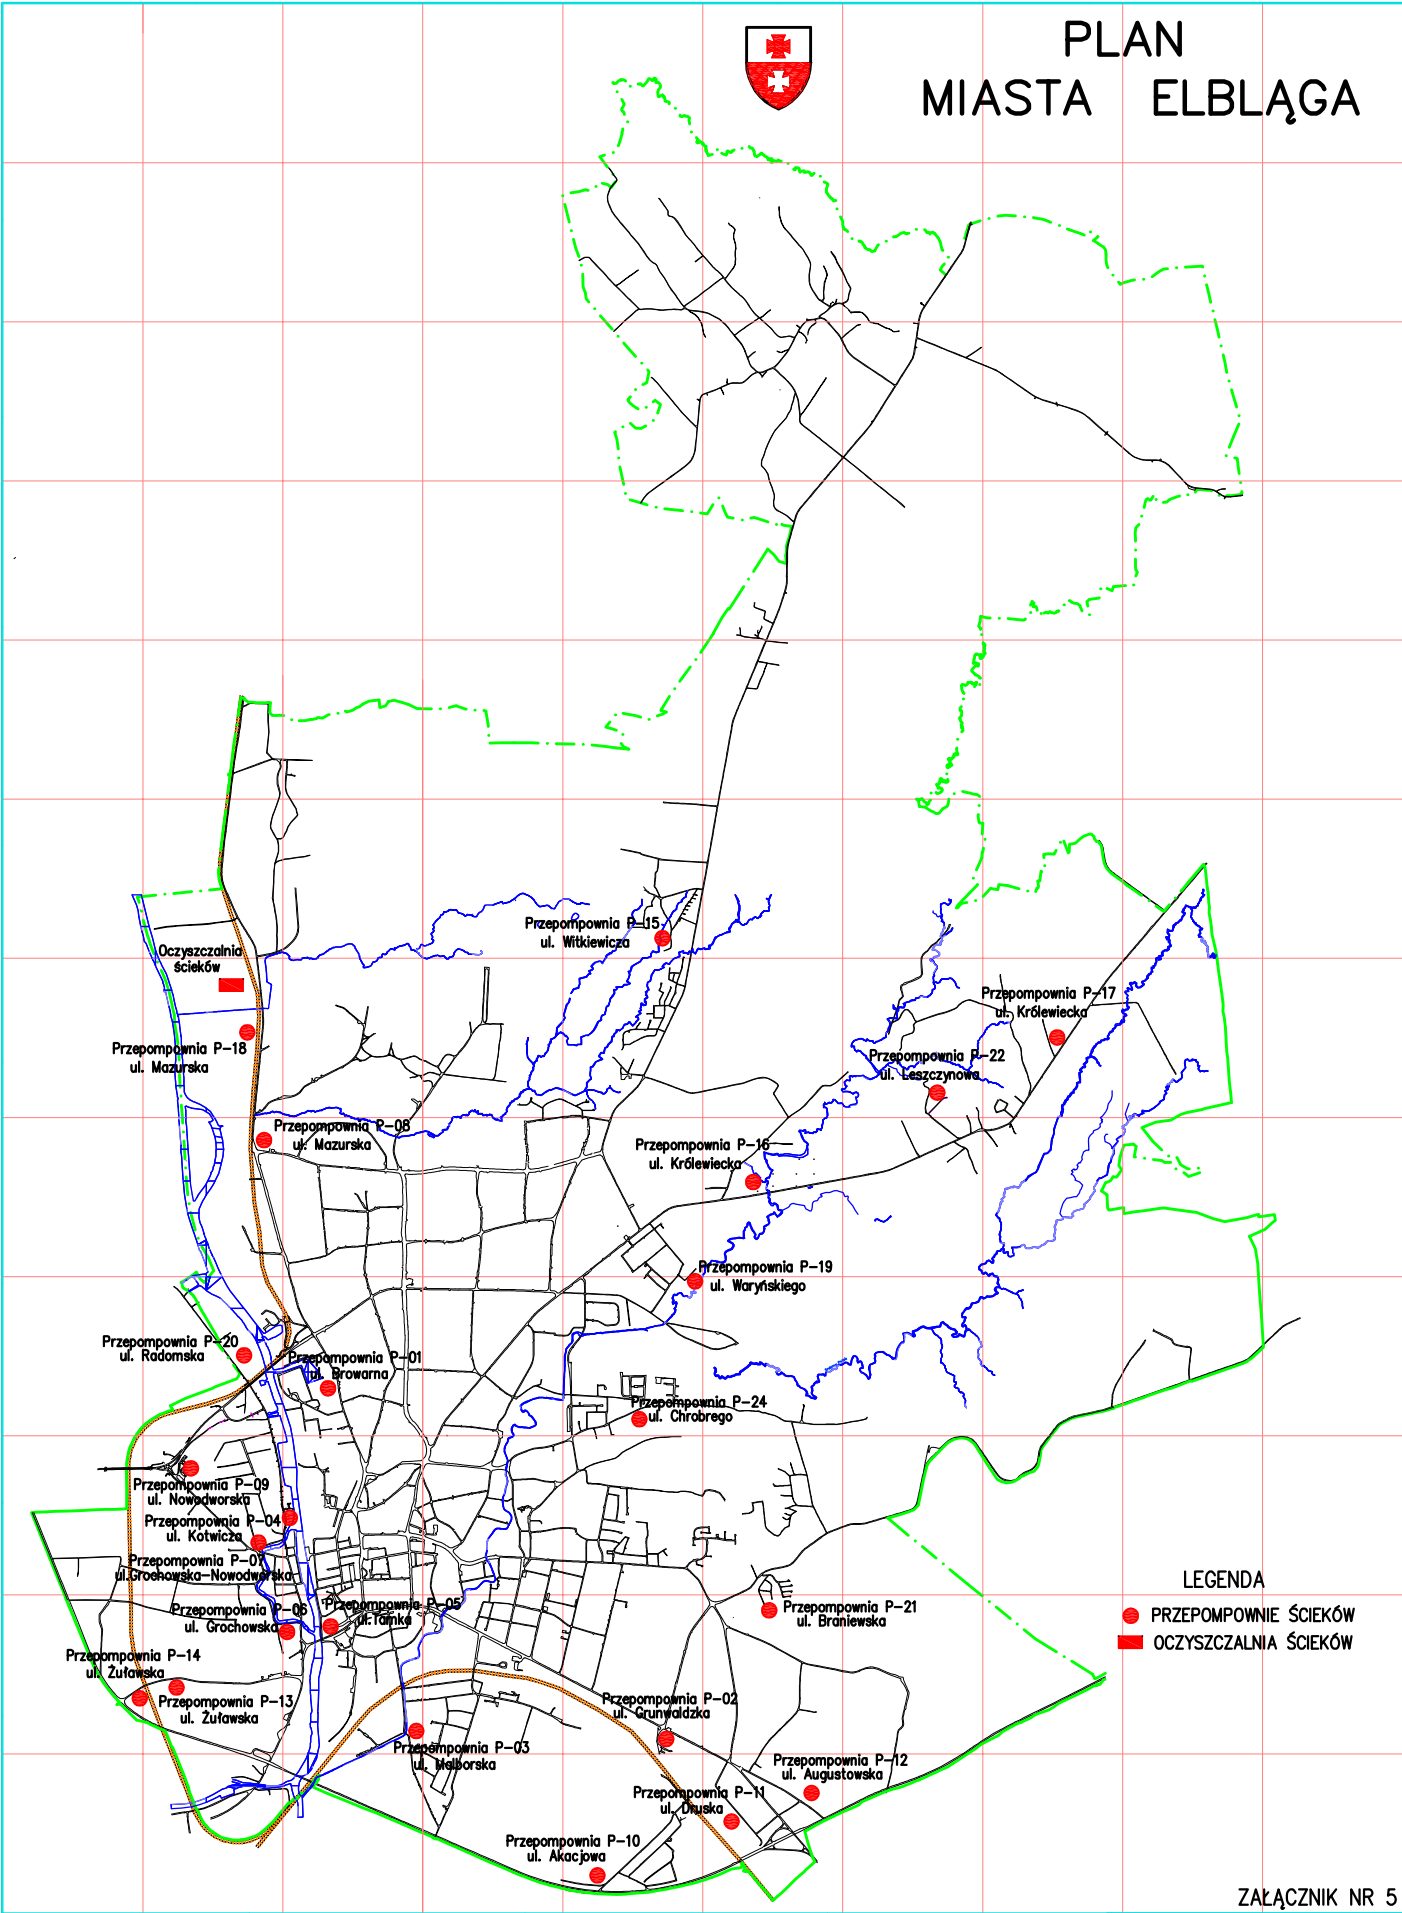 PLAN
MIASTA ELBLĄGA
Przepompownia P-15
ul. Witkiewicza
Oczyszczalnia
ścieków
Przepompownia P-17
ul. Królewiecka
Przepompownia P-18
ul. Mazurska
Przepompownia P-22
ul. Leszczynowa
Przepompownia P-08
ul. Mazurska
Przepompownia P-16
ul. Królewiecka
Przepompownia P-19
ul. Waryńskiego
Przepompownia P-20
ul. Radomska
Przepompownia P-01
ul. Browarna
Przepompownia P-24
ul. Chrobrego
Przepompownia P-09
ul. Nowodworska
Przepompownia P-04
ul. Kotwicza
Przepompownia P-07
ul.Grochowska-Nowodworska
Przepompownia P-06
ul. Grochowska
Przepompownia P-05
ul.Tamka
Przepompownia P-21
ul. Braniewska
Przepompownia P-14
ul. Żuławska
Przepompownia P-13
ul. Żuławska
Przepompownia P-02
ul. Grunwaldzka
Przepompownia P-03
ul. Malborska
Przepompownia P-12
ul. Augustowska
Przepompownia P-11
ul. Druska
Przepompownia P-10
ul. Akacjowa
LEGENDA
PRZEPOMPOWNIE ŚCIEKÓW
OCZYSZCZALNIA ŚCIEKÓW
ZAŁĄCZNIK NR 5